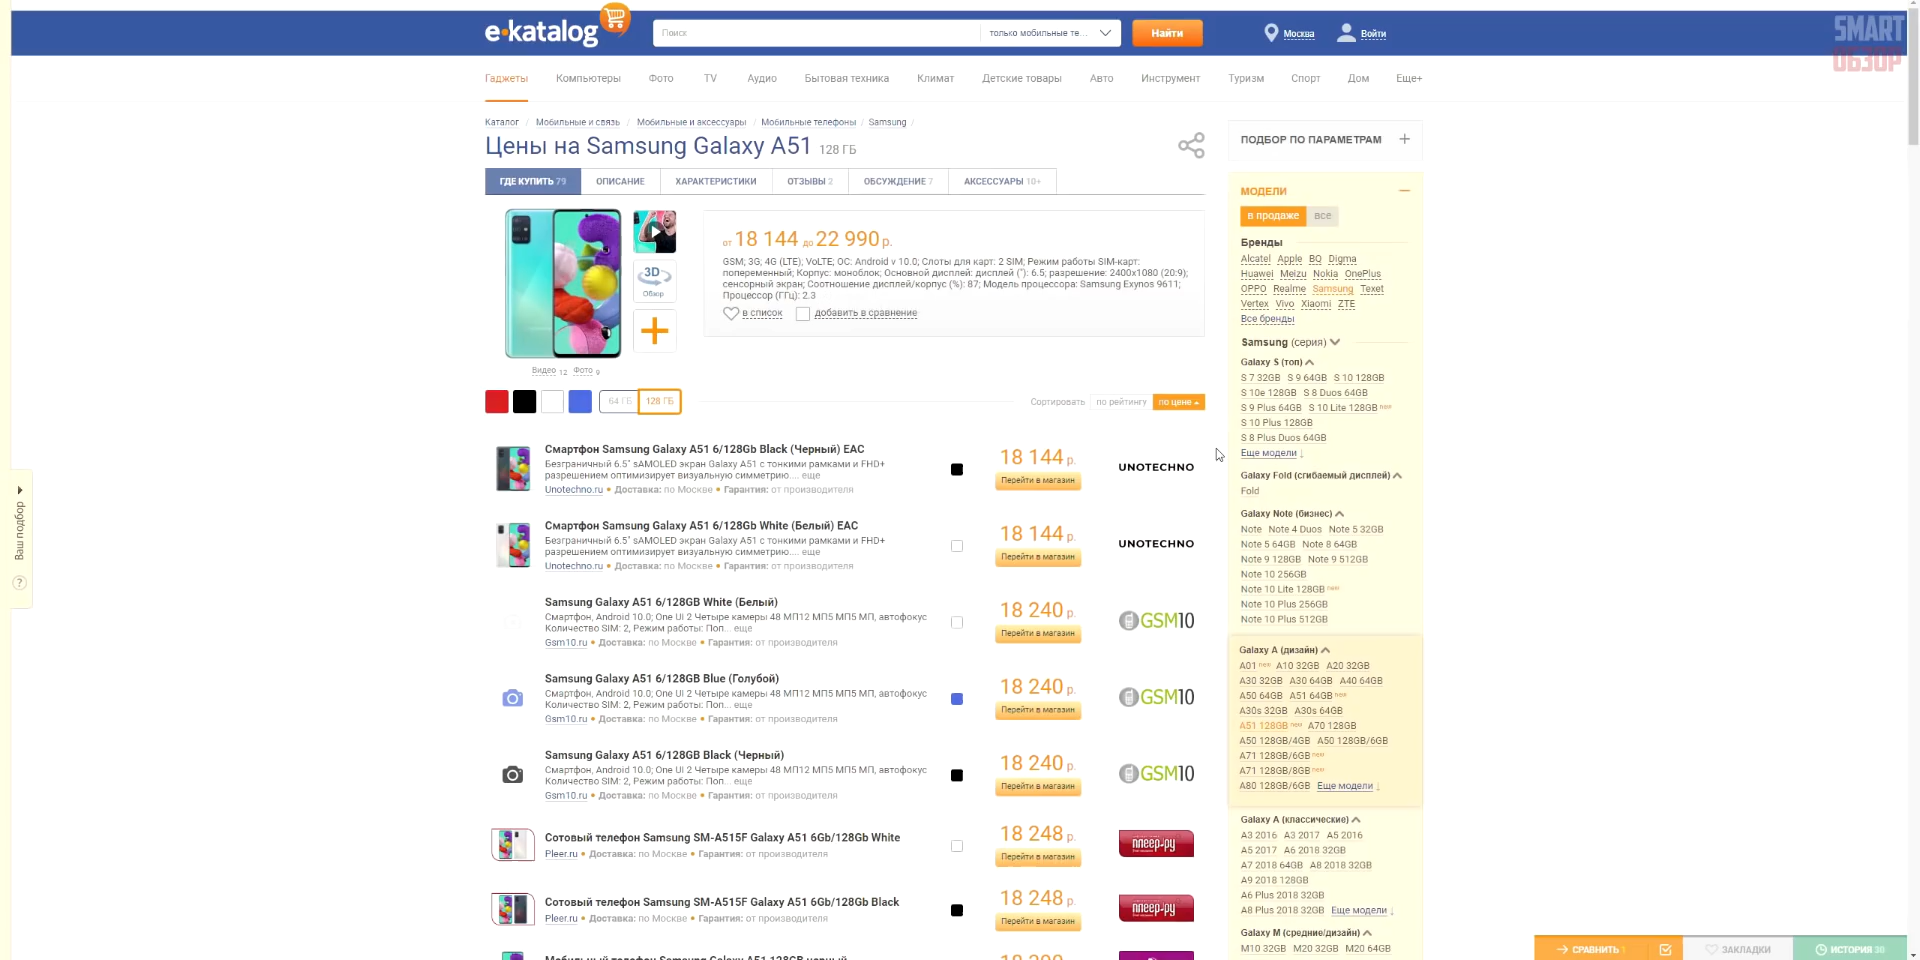 SMART
ОБЗОР
e·katalog
Поиск
только мобильные те...
Найти
Москва
Войти
Гаджеты
Компьютеры
Фото
TV
Аудио
Бытовая техника
Климат
Детские товары
Авто
Инструмент
Туризм
Спорт
Дом
Еще+
Каталог / Мобильные и связь / Мобильные и аксессуары / Мобильные телефоны / Samsung /
Цены на Samsung Galaxy A51 128 ГБ
ГДЕ КУПИТЬ 79
ОПИСАНИЕ
ХАРАКТЕРИСТИКИ
ОТЗЫВЫ 2
ОБСУЖДЕНИЕ 7
АКСЕССУАРЫ 10+
3D
Обзор
Видео 12 Фото 9
от 18 144 до 22 990 р.
GSM; 3G; 4G (LTE); VoLTE; ОС: Android v 10.0; Слоты для карт: 2 SIM; Режим работы SIM-карт:
попеременный; Корпус: моноблок; Основной дисплей: дисплей ("): 6.5; разрешение: 2400x1080 (20:9);
сенсорный экран; Соотношение дисплей/корпус (%): 87; Модель процессора: Samsung Exynos 9611;
Процессор (ГГц): 2.3
в список
добавить в сравнение
64 ГБ
128 ГБ
Сортировать
по рейтингу
по цене
Смартфон Samsung Galaxy A51 6/128Gb Black (Черный) EAC
Безграничный 6.5" sAMOLED экран Galaxy A51 с тонкими рамками и FHD+
разрешением оптимизирует визуальную симметрию.... еще
Unotechno.ru • Доставка: по Москве • Гарантия: от производителя
18 144 р.
Перейти в магазин
UNOTECHNO
Смартфон Samsung Galaxy A51 6/128Gb White (Белый) EAC
Безграничный 6.5" sAMOLED экран Galaxy A51 с тонкими рамками и FHD+
разрешением оптимизирует визуальную симметрию.... еще
Unotechno.ru • Доставка: по Москве • Гарантия: от производителя
18 144 р.
Перейти в магазин
UNOTECHNO
Samsung Galaxy A51 6/128GB White (Белый)
Смартфон, Android 10.0; One UI 2 Четыре камеры 48 МП12 МП5 МП5 МП, автофокус
Количество SIM: 2, Режим работы: Поп... еще
Gsm10.ru • Доставка: по Москве • Гарантия: от производителя
18 240 р.
Перейти в магазин
GSM10
Samsung Galaxy A51 6/128GB Blue (Голубой)
Смартфон, Android 10.0; One UI 2 Четыре камеры 48 МП12 МП5 МП5 МП, автофокус
Количество SIM: 2, Режим работы: Поп... еще
Gsm10.ru • Доставка: по Москве • Гарантия: от производителя
18 240 р.
Перейти в магазин
GSM10
Samsung Galaxy A51 6/128GB Black (Черный)
Смартфон, Android 10.0; One UI 2 Четыре камеры 48 МП12 МП5 МП5 МП, автофокус
Количество SIM: 2, Режим работы: Поп... еще
Gsm10.ru • Доставка: по Москве • Гарантия: от производителя
18 240 р.
Перейти в магазин
GSM10
Сотовый телефон Samsung SM-A515F Galaxy A51 6Gb/128Gb White
Pleer.ru • Доставка: по Москве • Гарантия: от производителя
18 248 р.
Перейти в магазин
плеер·ру
Сотовый телефон Samsung SM-A515F Galaxy A51 6Gb/128Gb Black
Pleer.ru • Доставка: по Москве • Гарантия: от производителя
18 248 р.
Перейти в магазин
плеер·ру
Мобильный телефон Samsung Galaxy A51 128GB черный
ПОДБОР ПО ПАРАМЕТРАМ
МОДЕЛИ
в продаже
все
Бренды
Alcatel Apple BQ Digma
Huawei Meizu Nokia OnePlus
OPPO Realme Samsung Texet
Vertex Vivo Xiaomi ZTE
Все бренды
Samsung (серия)
Galaxy S (топ)
S 7 32GB S 9 64GB S 10 128GB
S 10e 128GB S 8 Duos 64GB
S 9 Plus 64GB S 10 Lite 128GB new
S 10 Plus 128GB
S 8 Plus Duos 64GB
Еще модели ↓
Galaxy Fold (сгибаемый дисплей)
Fold
Galaxy Note (бизнес)
Note Note 4 Duos Note 5 32GB
Note 5 64GB Note 8 64GB
Note 9 128GB Note 9 512GB
Note 10 256GB
Note 10 Lite 128GB new
Note 10 Plus 256GB
Note 10 Plus 512GB
Galaxy A (дизайн)
A01 new A10 32GB A20 32GB
A30 32GB A30 64GB A40 64GB
A50 64GB A51 64GB new
A30s 32GB A30s 64GB
A51 128GB new A70 128GB
A50 128GB/4GB A50 128GB/6GB
A71 128GB/6GB new
A71 128GB/8GB new
A80 128GB/6GB Еще модели ↓
Galaxy A (классические)
A3 2016 A3 2017 A5 2016
A5 2017 A6 2018 32GB
A7 2018 64GB A8 2018 32GB
A9 2018 128GB
A6 Plus 2018 32GB
A8 Plus 2018 32GB Еще модели ↓
Galaxy M (средние/дизайн)
M10 32GB M20 32GB M20 64GB
Ваш подбор
?
СРАВНИТЬ 1
ЗАКЛАДКИ
ИСТОРИЯ 30